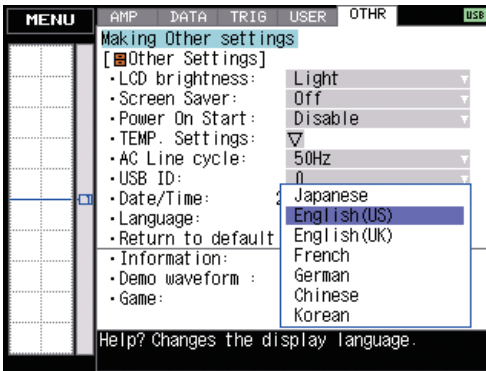 MENU AMP DATA TRIG USER OTHR USB
Making Other settings
[Other Settings]
・LCD brightness: Light
・Screen Saver: Off
・Power On Start: Disable
・TEMP. Settings:
・AC Line cycle: 50Hz
・USB ID: 0
・Date/Time: 2
・Language:
・Return to default
・Information:
・Demo waveform :
・Game:
Japanese
English(US)
English(UK)
French
German
Chinese
Korean
1
Help? Changes the display language.